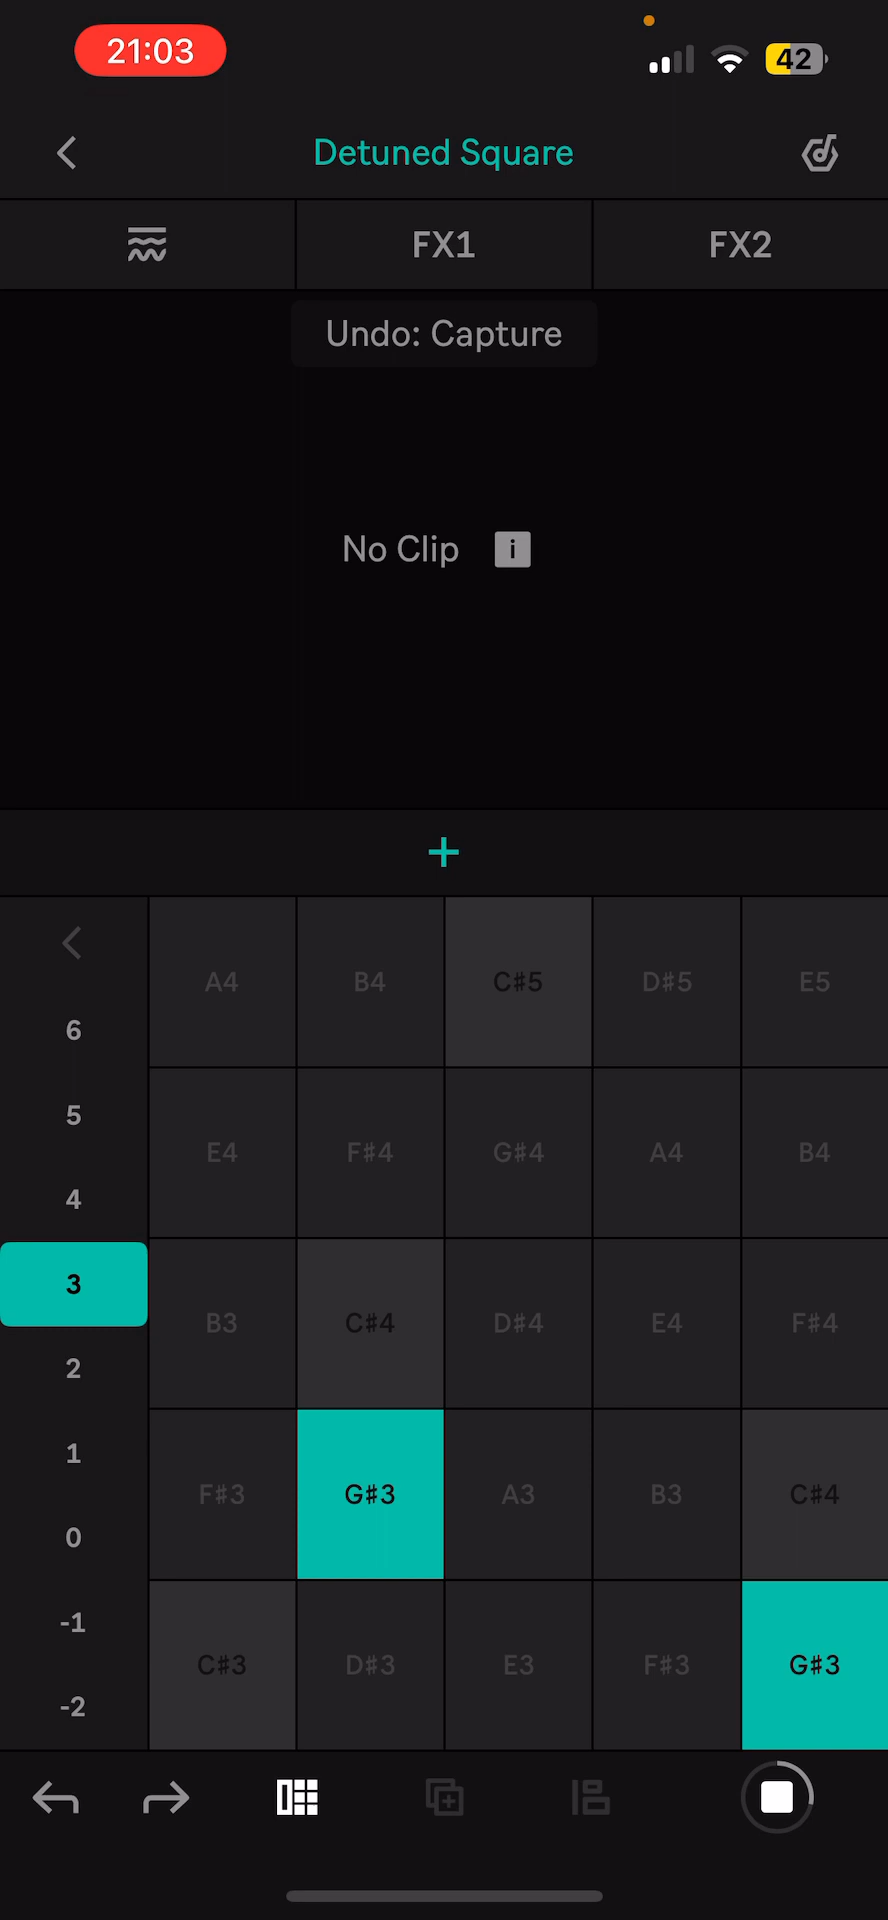 21:03
42
Detuned Square
FX1 FX2
Undo: Capture
No Clip i
+
A4 B4 C♯5 D♯5 E5
6
5
E4 F♯4 G♯4 A4 B4
4
3
B3 C♯4 D♯4 E4 F♯4
2
1
F♯3 G♯3 A3 B3 C♯4
0
-1
C♯3 D♯3 E3 F♯3 G♯3
-2